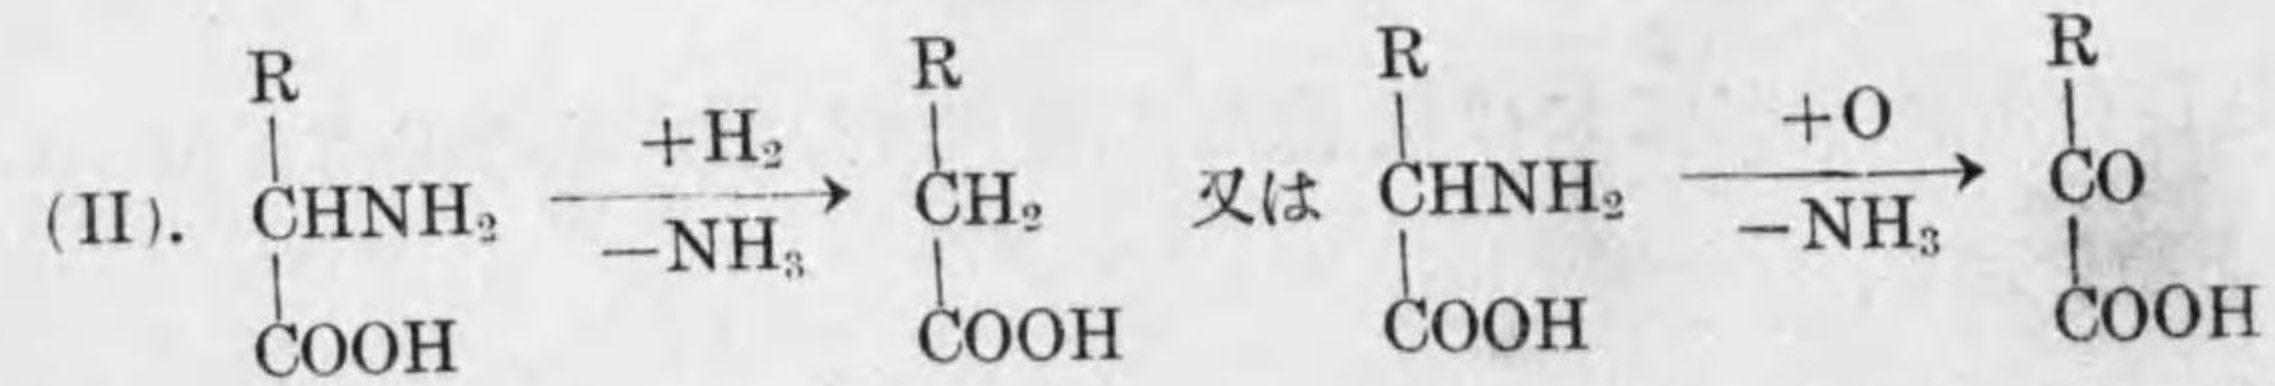 R R R R
(II). CHNH₂ +H₂ −NH₃ → CH₂ 又は CHNH₂ +O −NH₃ → CO
COOH COOH COOH COOH